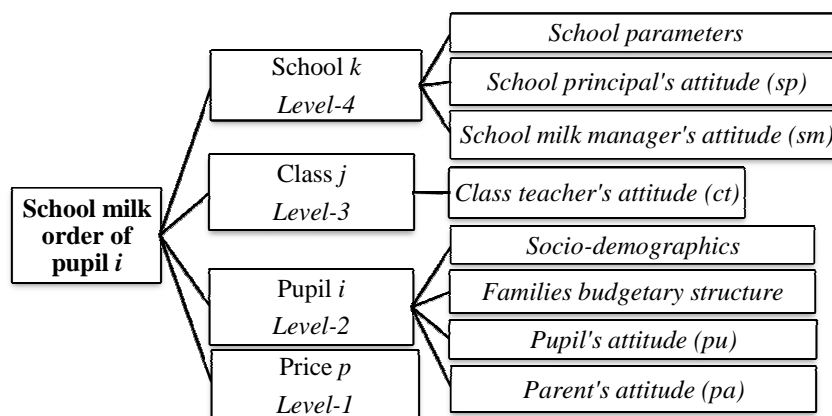 School milk
order of
pupil i
School k
Level-4
School parameters
School principal's attitude (sp)
School milk manager's attitude (sm)
Class j
Level-3
Class teacher's attitude (ct)
Pupil i
Level-2
Socio-demographics
Families budgetary structure
Pupil's attitude (pu)
Parent's attitude (pa)
Price p
Level-1